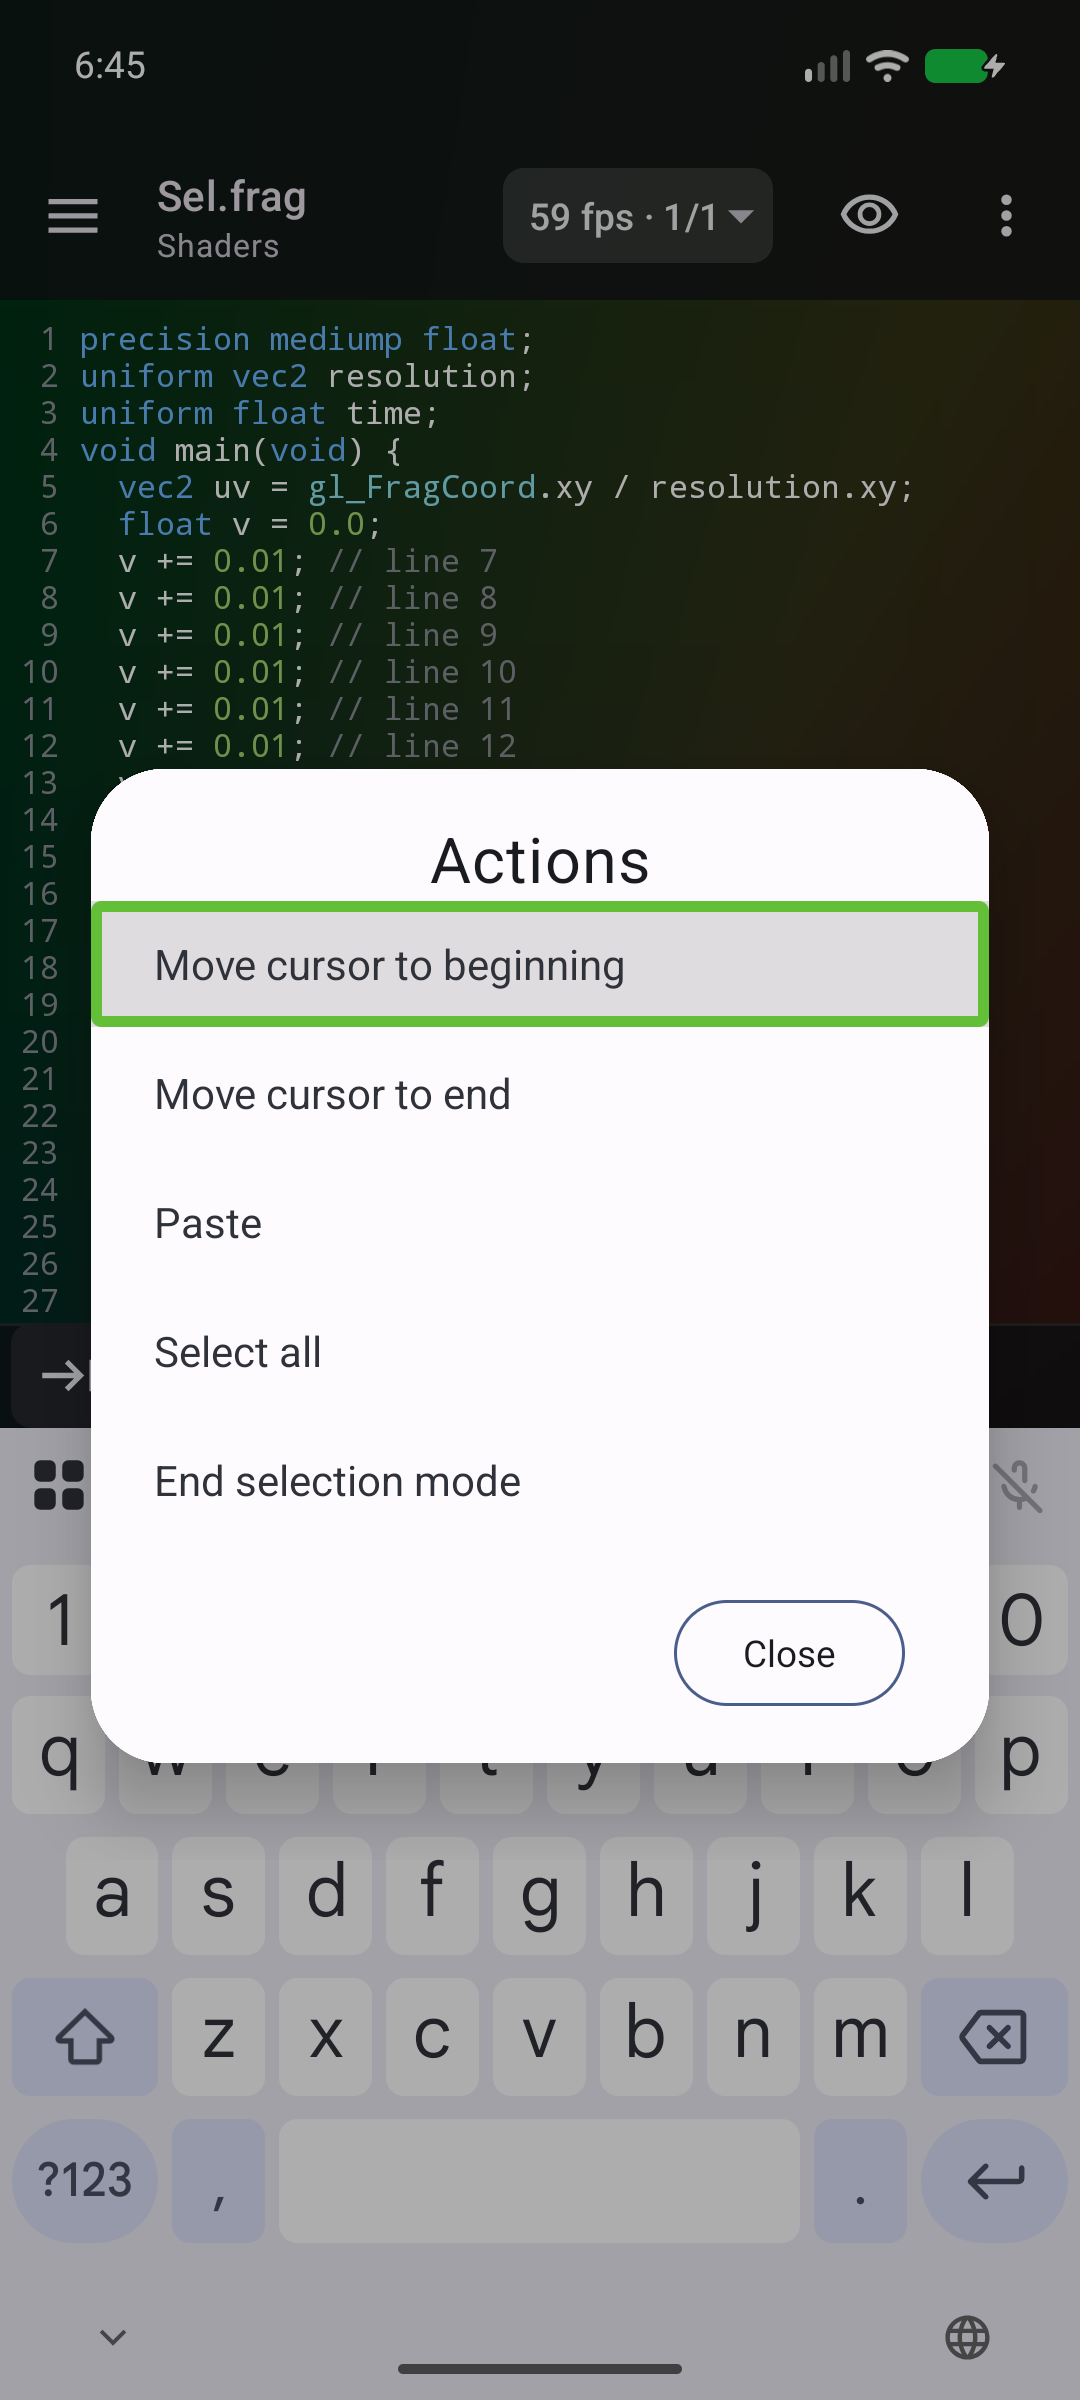 6:45
Sel.frag
Shaders
59 fps · 1/1
1 precision mediump float;
2 uniform vec2 resolution;
3 uniform float time;
4 void main(void) {
5 vec2 uv = gl_FragCoord.xy / resolution.xy;
6 float v = 0.0;
7 v += 0.01; // line 7
8 v += 0.01; // line 8
9 v += 0.01; // line 9
10 v += 0.01; // line 10
11 v += 0.01; // line 11
12 v += 0.01; // line 12
13
14
15
16
17
18
19
20
21
22
23
24
25
26
27
Actions
Move cursor to beginning
Move cursor to end
Paste
Select all
End selection mode
Close
1 0
q w e r t y u i o p
a s d f g h j k l
z x c v b n m
?123 , .